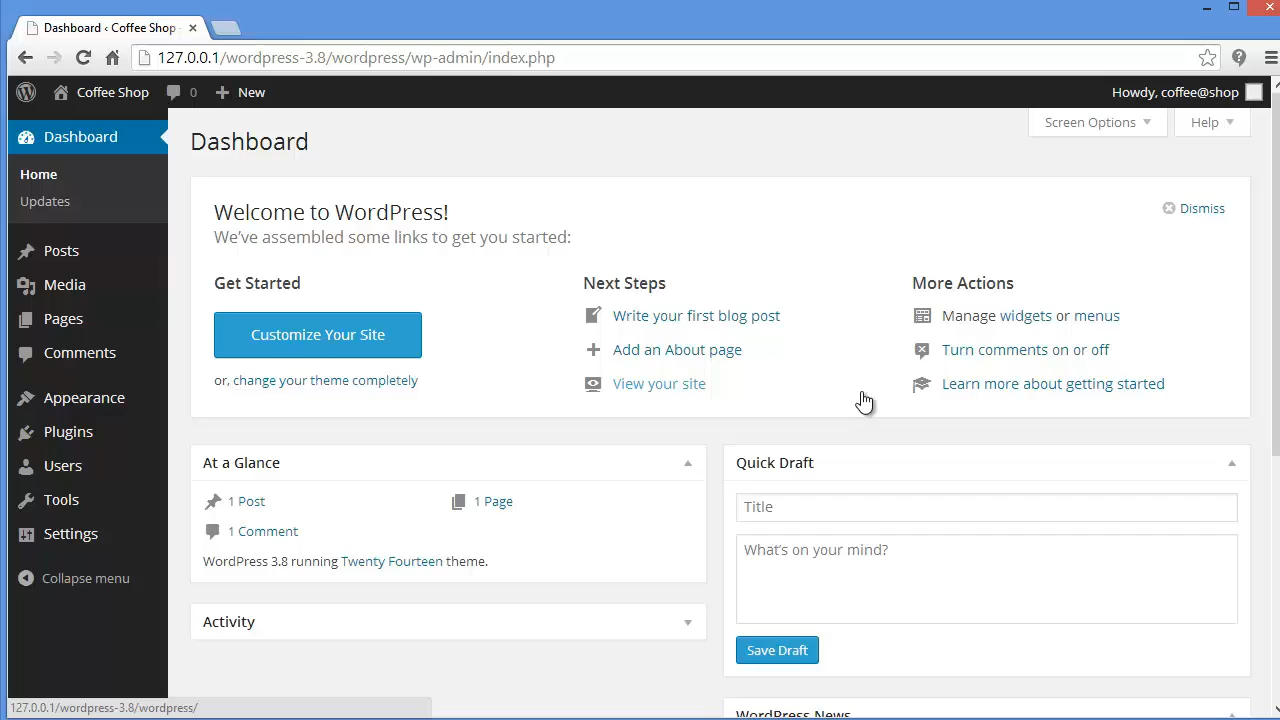 Dashboard ‹ Coffee Shop
127.0.0.1/wordpress-3.8/wordpress/wp-admin/index.php
Coffee Shop 0 New Howdy, coffee@shop
Dashboard
Home
Updates
Posts
Media
Pages
Comments
Appearance
Plugins
Users
Tools
Settings
Collapse menu
Screen Options Help
Dashboard
Welcome to WordPress!
Dismiss
We've assembled some links to get you started:
Get Started
Customize Your Site
or, change your theme completely
Next Steps
Write your first blog post
Add an About page
View your site
More Actions
Manage widgets or menus
Turn comments on or off
Learn more about getting started
At a Glance
1 Post 1 Page
1 Comment
WordPress 3.8 running Twenty Fourteen theme.
Activity
Quick Draft
Title
What's on your mind?
Save Draft
WordPress News
127.0.0.1/wordpress-3.8/wordpress/